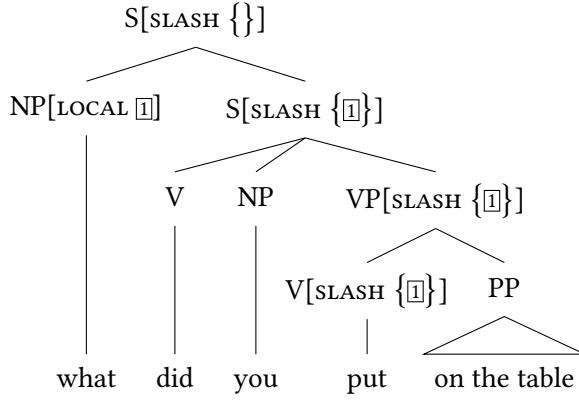 S[SLASH {}]
NP[LOCAL 1] S[SLASH {1}]
V NP VP[SLASH {1}]
V[SLASH {1}] PP
what did you put on the table